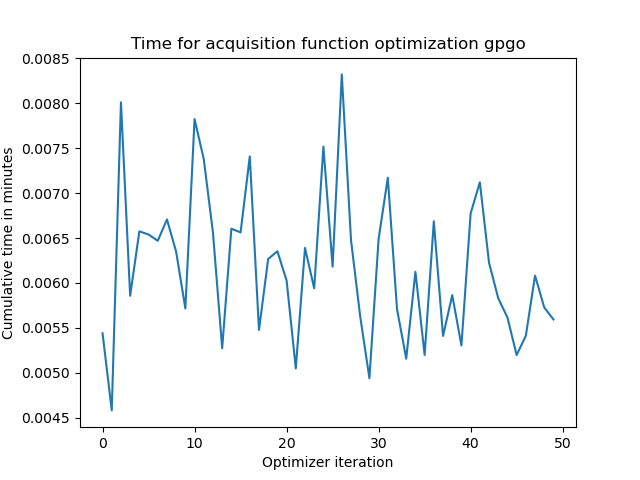 Time for acquisition function optimization gpgo
0.0085
0.0080
0.0075
0.0070
0.0065
0.0060
0.0055
0.0050
0.0045
Cumulative time in minutes
0 10 20 30 40 50
Optimizer iteration